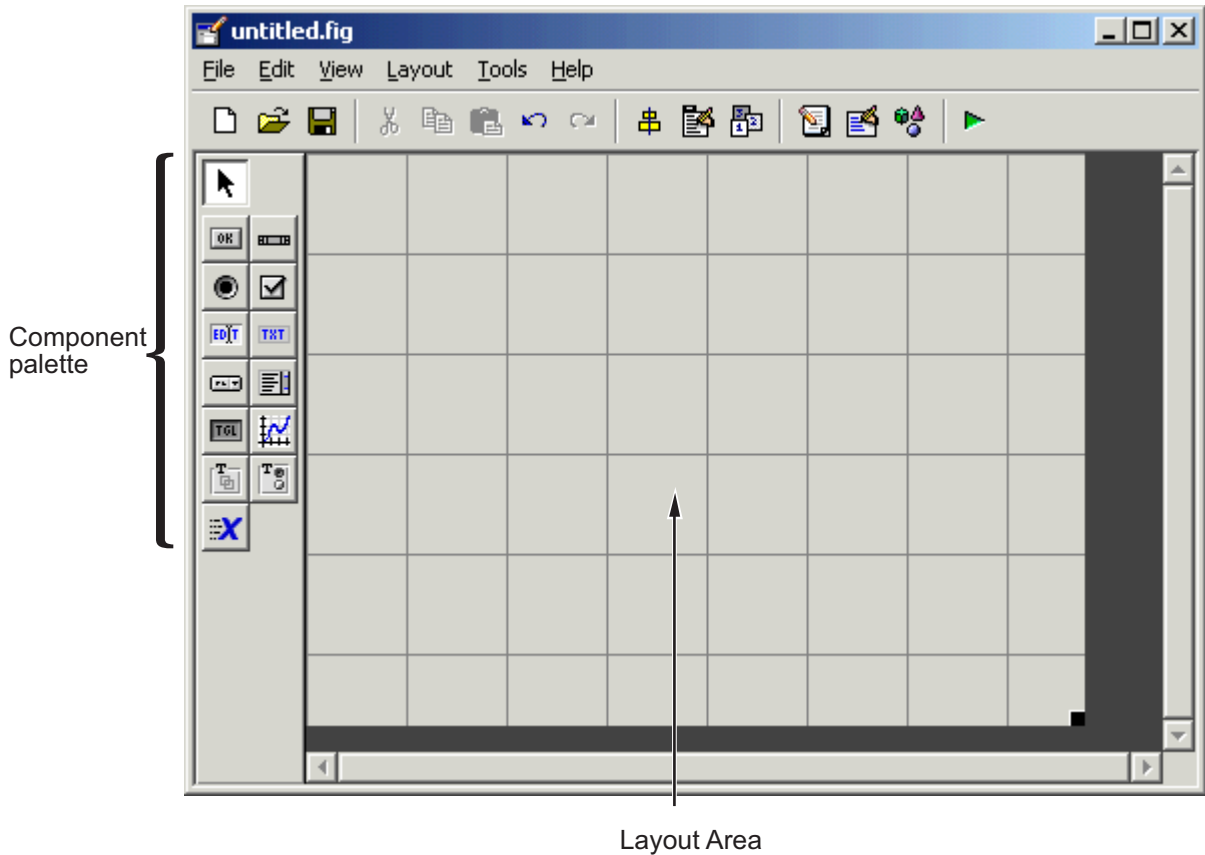 untitled.fig
File Edit View Layout Tools Help
OK
EDIT TXT
TGL
T T
X
Component
palette
Layout Area